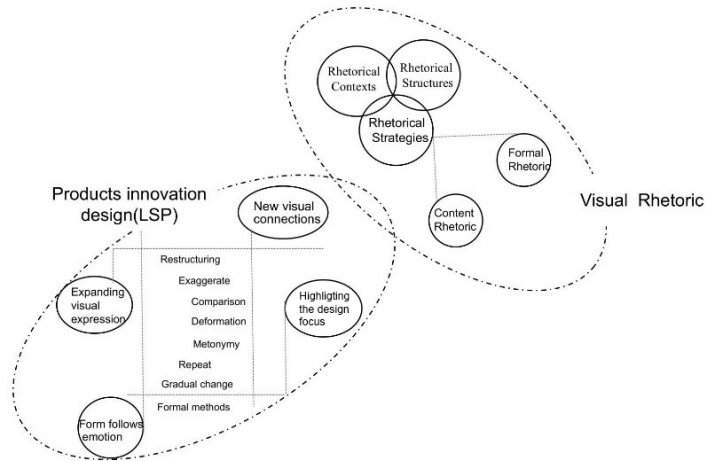 Rhetorical
Contexts
Rhetorical
Structures
Rhetorical
Strategies
Formal
Rhetoric
Content
Rhetoric
Visual Rhetoric
Products innovation
design(LSP)
New visual
connections
Restructuring
Exaggerate
Comparison
Deformation
Metonymy
Repeat
Gradual change
Formal methods
Expanding
visual
expression
Highligting
the design
focus
Form follows
emotion